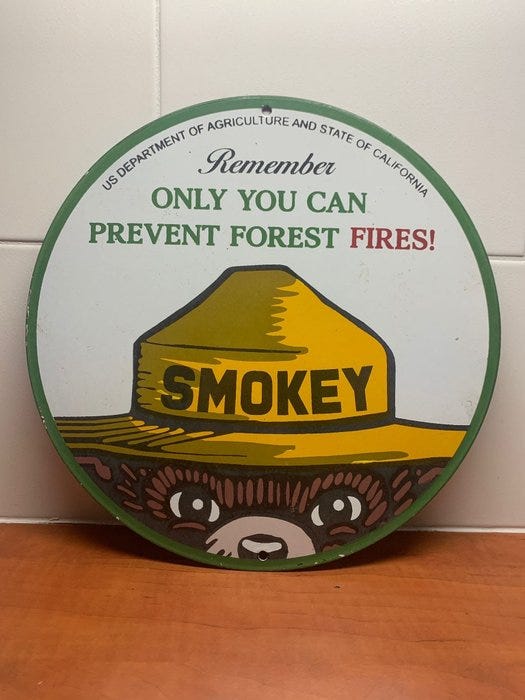 US DEPARTMENT OF AGRICULTURE AND STATE OF CALIFORNIA
Remember
ONLY YOU CAN
PREVENT FOREST FIRES!
SMOKEY